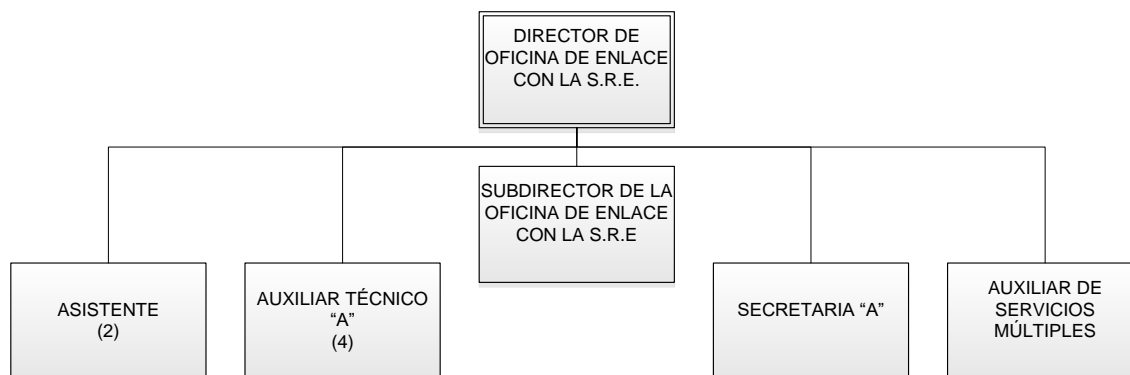 DIRECTOR DE
OFICINA DE ENLACE
CON LA S.R.E.
SUBDIRECTOR DE LA
OFICINA DE ENLACE
CON LA S.R.E
ASISTENTE
(2)
AUXILIAR TÉCNICO
“A”
(4)
SECRETARIA “A”
AUXILIAR DE
SERVICIOS
MÚLTIPLES